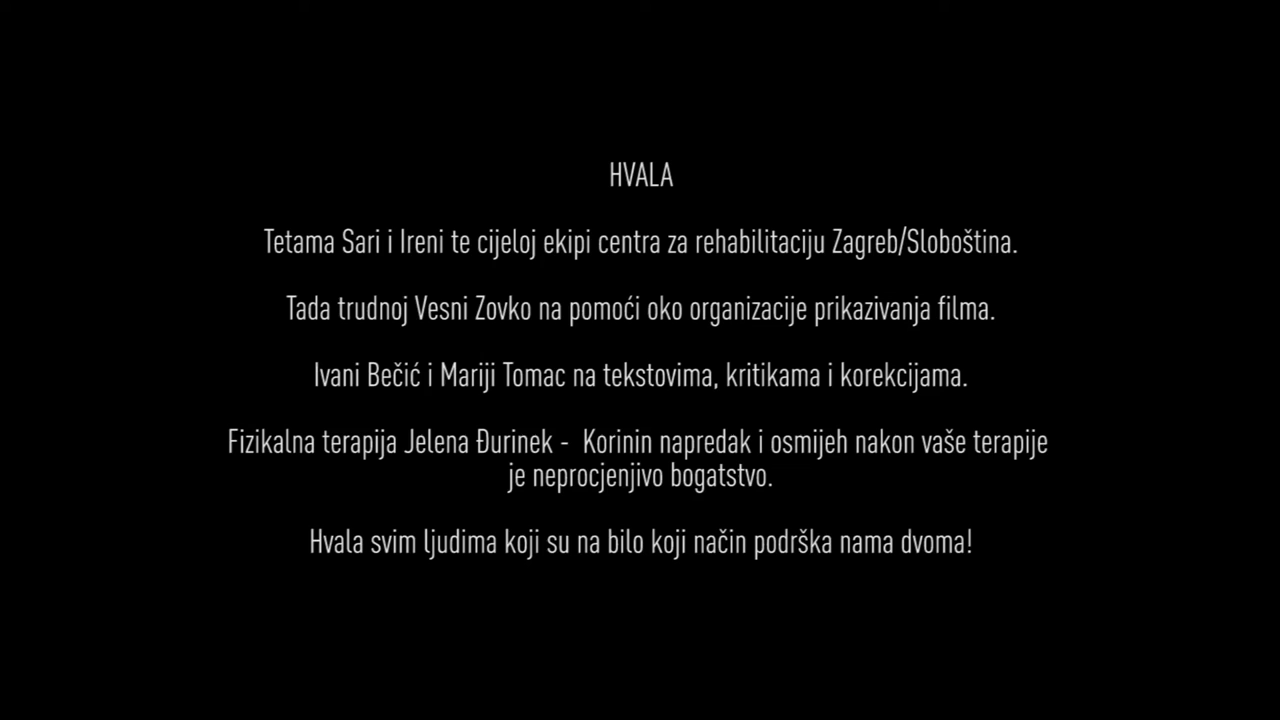 HVALA
Tetama Sari i Ireni te cijeloj ekipi centra za rehabilitaciju Zagreb/Sloboština.
Tada trudnoj Vesni Zovko na pomoći oko organizacije prikazivanja filma.
Ivani Bečić i Mariji Tomac na tekstovima, kritikama i korekcijama.
Fizikalna terapija Jelena Đurinek -  Korinin napredak i osmijeh nakon vaše terapije
je neprocjenjivo bogatstvo.
Hvala svim ljudima koji su na bilo koji način podrška nama dvoma!